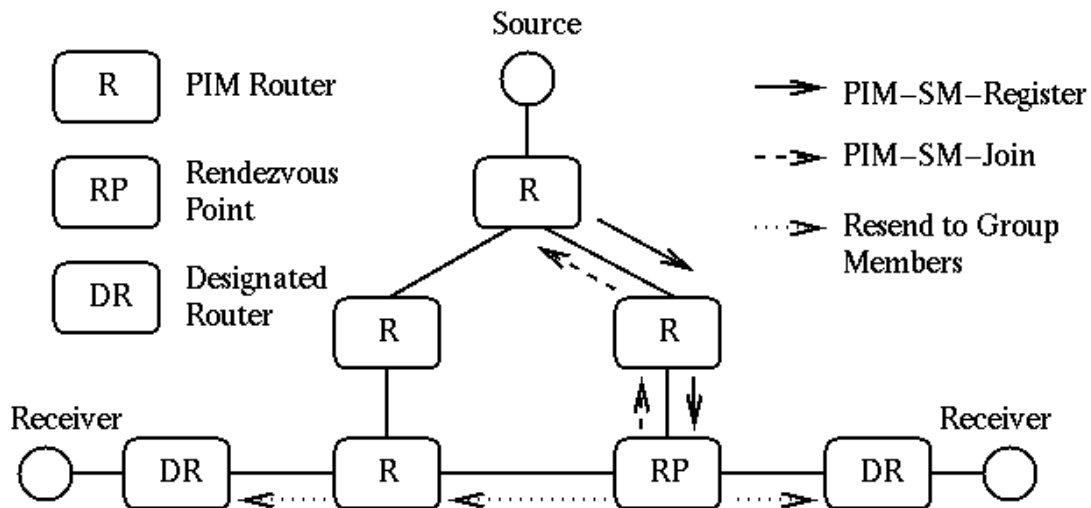 Source
R
PIM Router
PIM–SM–Register
RP
Rendezvous
Point
R
PIM–SM–Join
DR
Designated
Router
Resend to Group
Members
R
R
Receiver
Receiver
DR
R
RP
DR